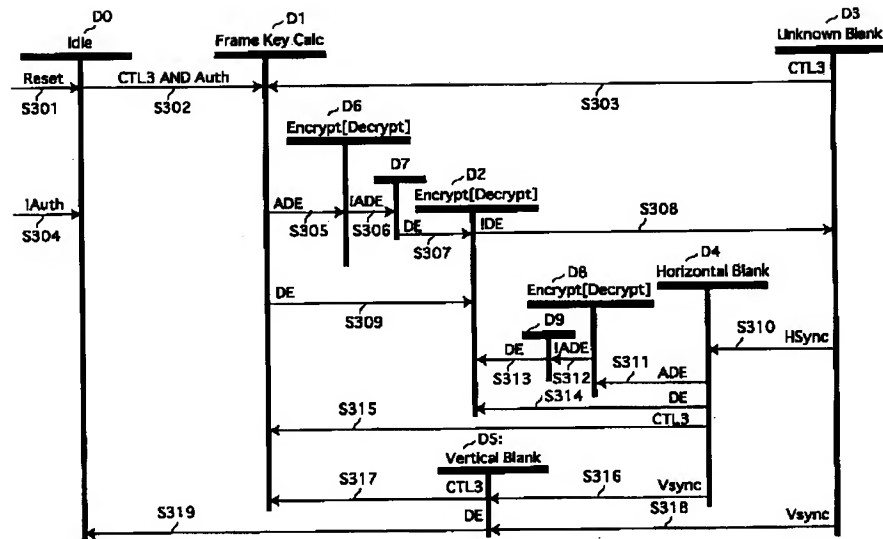 D0
D1
D3
Idle
Frame Key Calc
Unknown Blank
Reset
CTL3 AND Auth
CTL3
S301
S302
S303
D6
Encrypt[Decrypt]
D7
D2
Encrypt[Decrypt]
!Auth
ADE
!ADE
!DE
S308
S304
S305
S306
DE
S307
D4
Horizontal Blank
D8
Encrypt[Decrypt]
DE
S309
D9
S310
HSync
DE
!ADE
S311
ADE
S313
S312
S314
DE
S315
CTL3
D5:
Vertical Blank
S317
CTL3
S316
Vsync
S319
DE
S318
Vsync